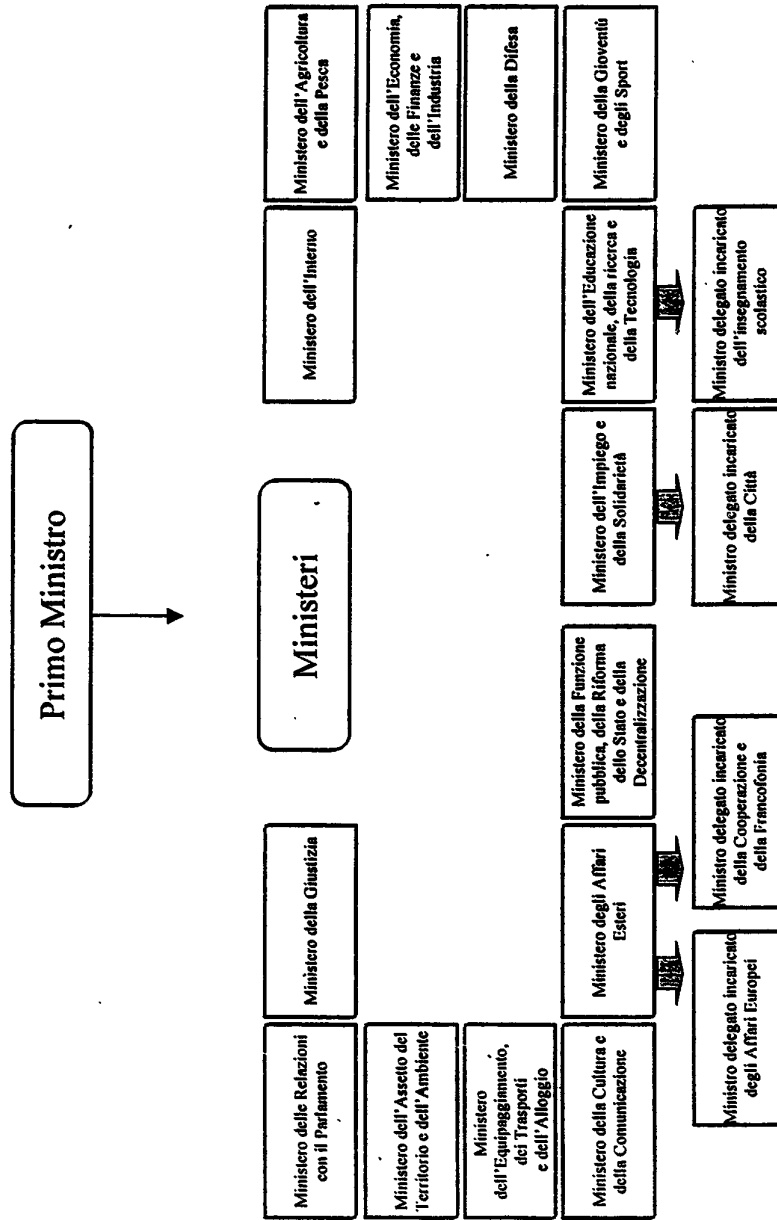 Primo Ministro
Ministeri
Ministero delle Relazioni
con il Parlamento
Ministero della Giustizia
Ministero dell'Interno
Ministero dell'Agricoltura
e della Pesca
Ministero dell'Assetto del
Territorio e dell'Ambiente
Ministero dell'Economia,
delle Finanze e
dell'Industria
Ministero
dell'Equipaggiamento,
dei Trasporti
e dell'Alloggio
Ministero della Difesa
Ministero della Cultura e
della Comunicazione
Ministero degli Affari
Esteri
Ministero della Funzione
pubblica, della Riforma
dello Stato e della
Decentralizzazione
Ministero dell'Impiego e
della Solidarietà
Ministero dell'Educazione
nazionale, della ricerca e
della Tecnologia
Ministero della Gioventù
e degli Sport
Ministro delegato incaricato
degli Affari Europei
Ministro delegato incaricato
della Cooperazione e
della Francofonia
Ministro delegato incaricato
della Città
Ministro delegato incaricato
dell'insegnamento
scolastico